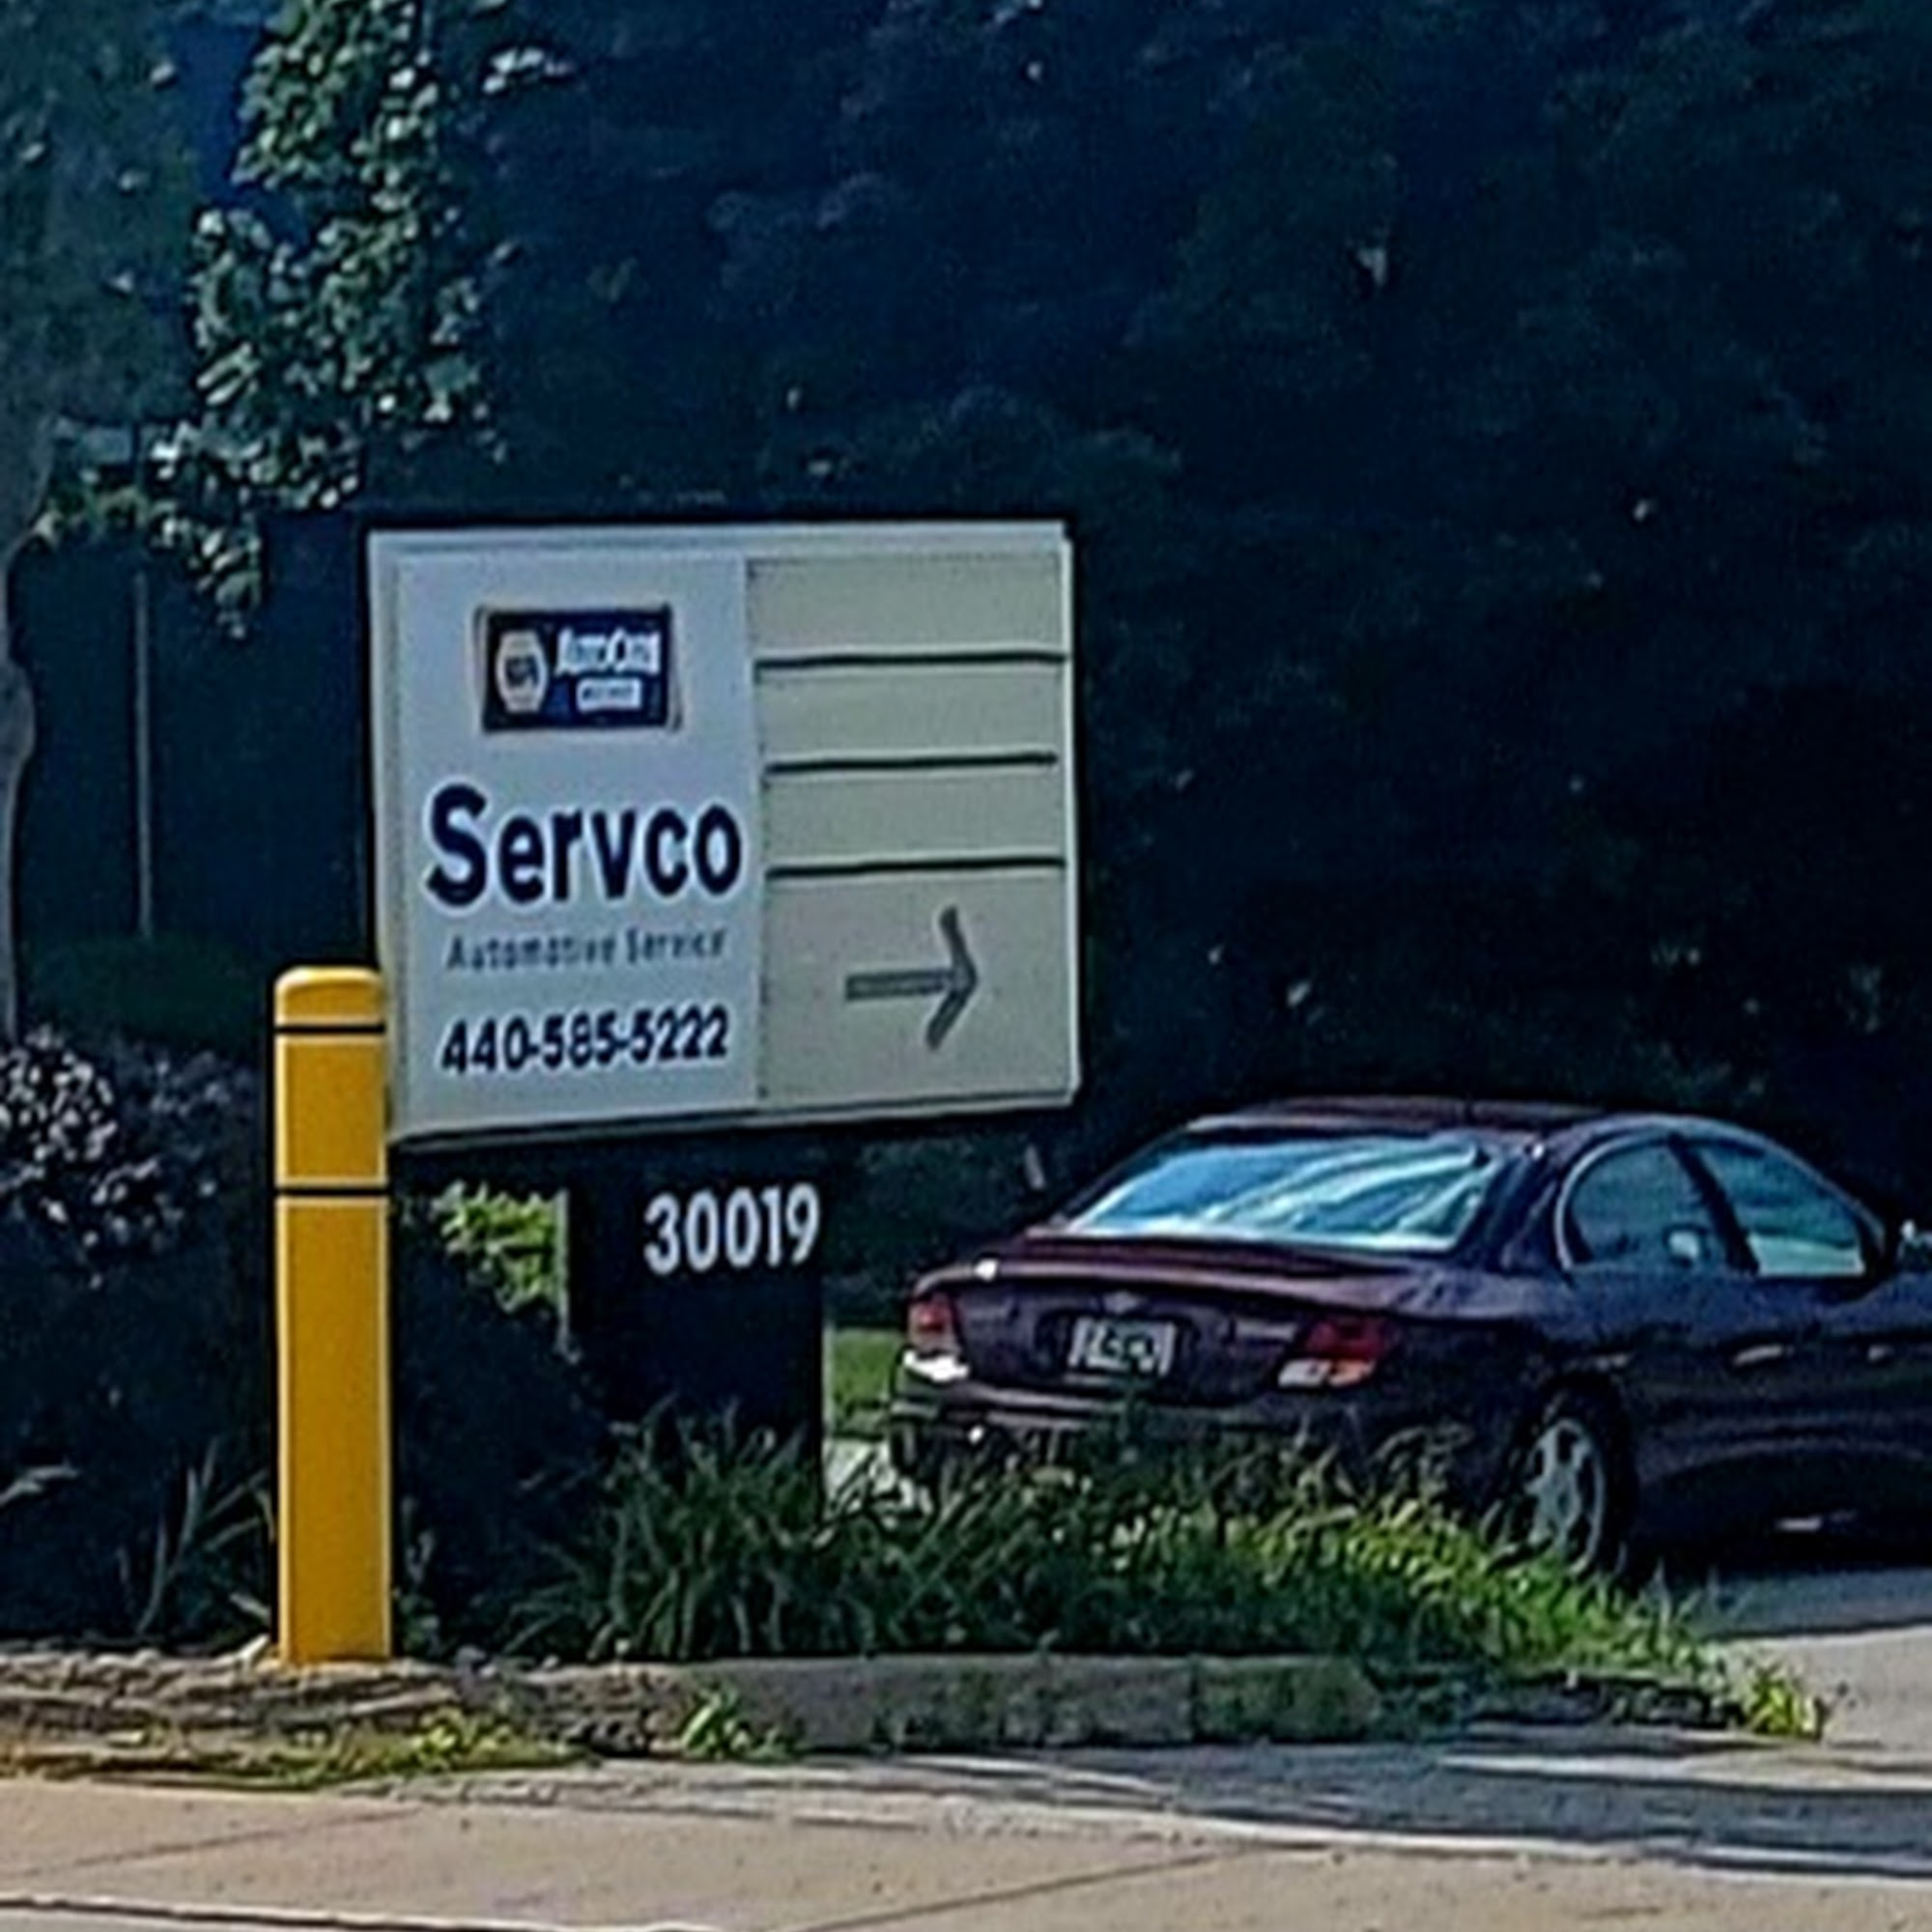 Servco
Automotive Service
440-585-5222
30019